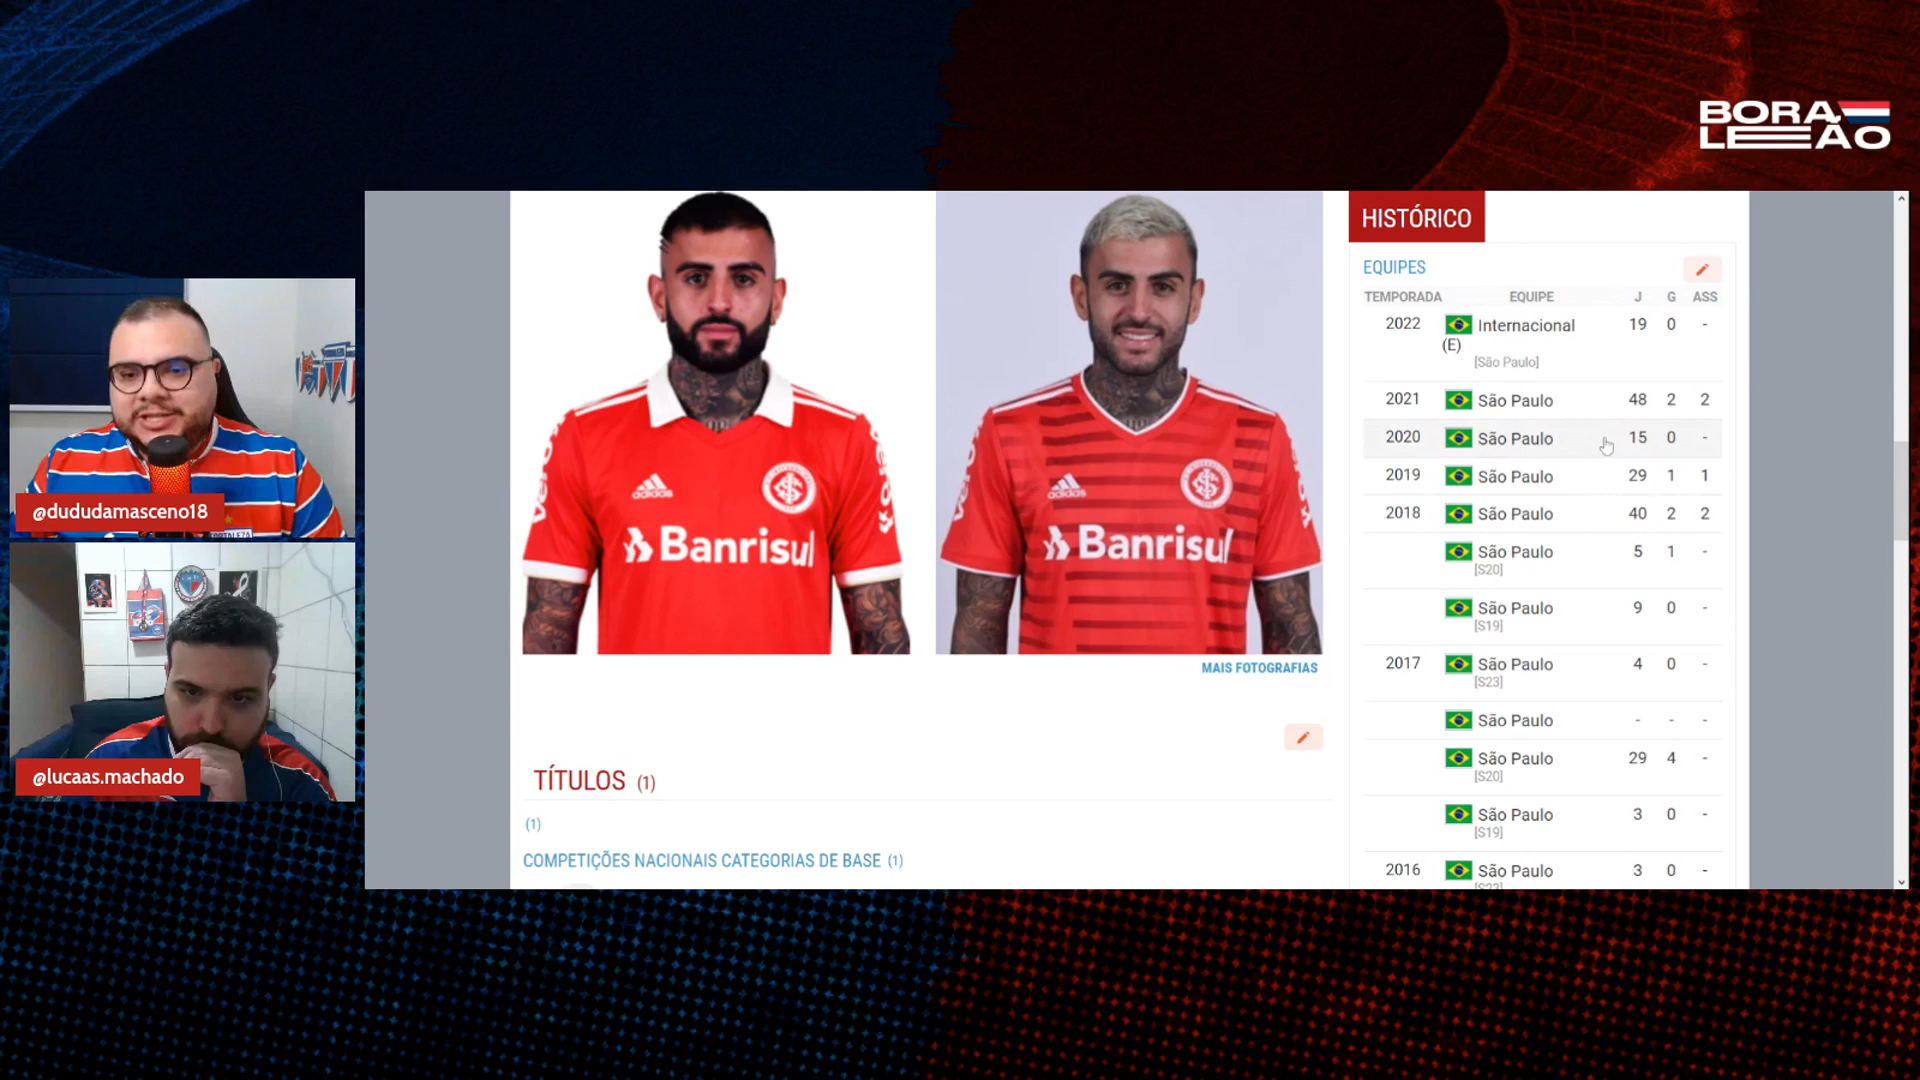 BORA
LEÃO
@dududamasceno18
@lucaas.machado
Banrisul
adidas
Banrisul
adidas
MAIS FOTOGRAFIAS
TÍTULOS (1)
(1)
COMPETIÇÕES NACIONAIS CATEGORIAS DE BASE (1)
HISTÓRICO
EQUIPES
TEMPORADA EQUIPE J G ASS
2022 Internacional 19 0 -
(E)
[São Paulo]
2021 São Paulo 48 2 2
2020 São Paulo 15 0 -
2019 São Paulo 29 1 1
2018 São Paulo 40 2 2
São Paulo 5 1 -
[S20]
São Paulo 9 0 -
[S19]
2017 São Paulo 4 0 -
[S23]
São Paulo - - -
São Paulo 29 4 -
[S20]
São Paulo 3 0 -
[S19]
2016 São Paulo 3 0 -
[S23]